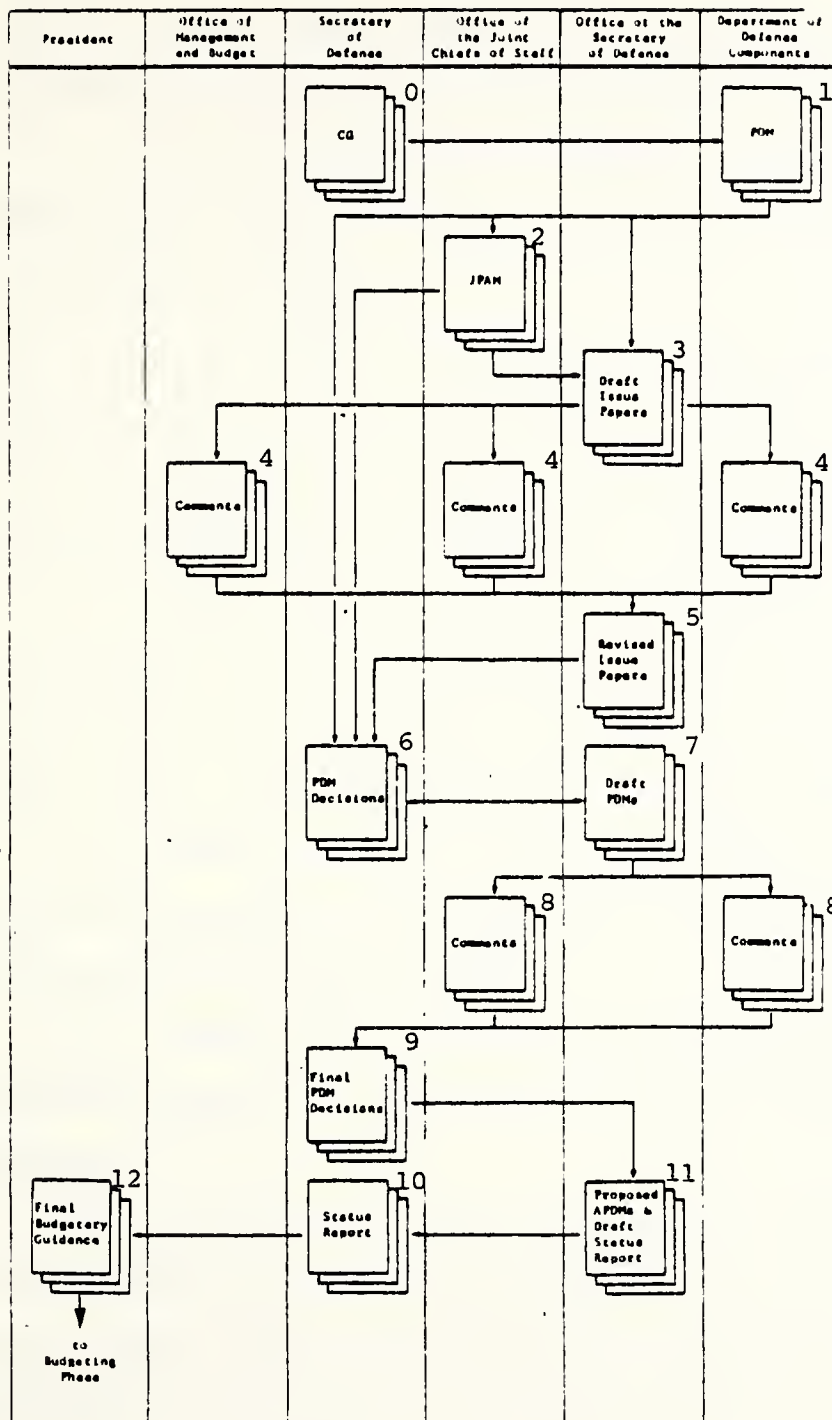 President
Office of
Management
and Budget
Secretary
of
Defense
Office of
the Joint
Chiefs of Staff
Office of the
Secretary
of Defense
Department of
Defense
Components
0
CG
1
POM
2
JPAM
3
Draft
Issue
Papers
4
Comments
4
Comments
4
Comments
5
Revised
Issue
Papers
6
PDM
Decisions
7
Draft
PDMs
8
Comments
8
Comments
9
Final
PDM
Decisions
12
Final
Budgetary
Guidance
10
Status
Report
11
Proposed
APDMs &
Draft
Status
Report
to
Budgeting
Phase